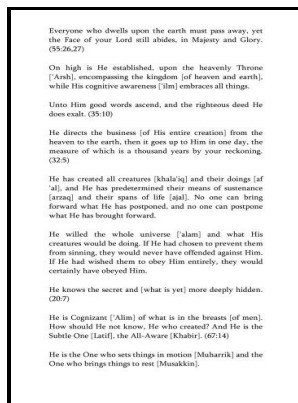 Everyone who dwells upon the earth must pass away, yet
the Face of your Lord still abides, in Majesty and Glory.
(55:26,27)
On high is He established, upon the heavenly Throne
['Arsh], encompassing the kingdom [of heaven and earth],
while His cognitive awareness ['ilm] embraces all things.
Unto Him good words ascend, and the righteous deed He
does exalt. (35:10)
He directs the business [of His entire creation] from the
heaven to the earth, then it goes up to Him in one day, the
measure of which is a thousand years by your reckoning.
(32:5)
He has created all creatures [khala'iq] and their doings [af
'al], and He has predetermined their means of sustenance
[arzaq] and their spans of life [ajal]. No one can bring
forward what He has postponed, and no one can postpone
what He has brought forward.
He willed the whole universe ['alam] and what His
creatures would be doing. If He had chosen to prevent them
from sinning, they would never have offended against Him.
If He had wished them to obey Him entirely, they would
certainly have obeyed Him.
He knows the secret and [what is yet] more deeply hidden.
(20:7)
He is Cognizant ['Alim] of what is in the breasts [of men].
How should He not know, He who created? And He is the
Subtle One [Latif], the All-Aware [Khabir]. (67:14)
He is the One who sets things in motion [Muharrik] and the
One who brings things to rest [Musakkin].